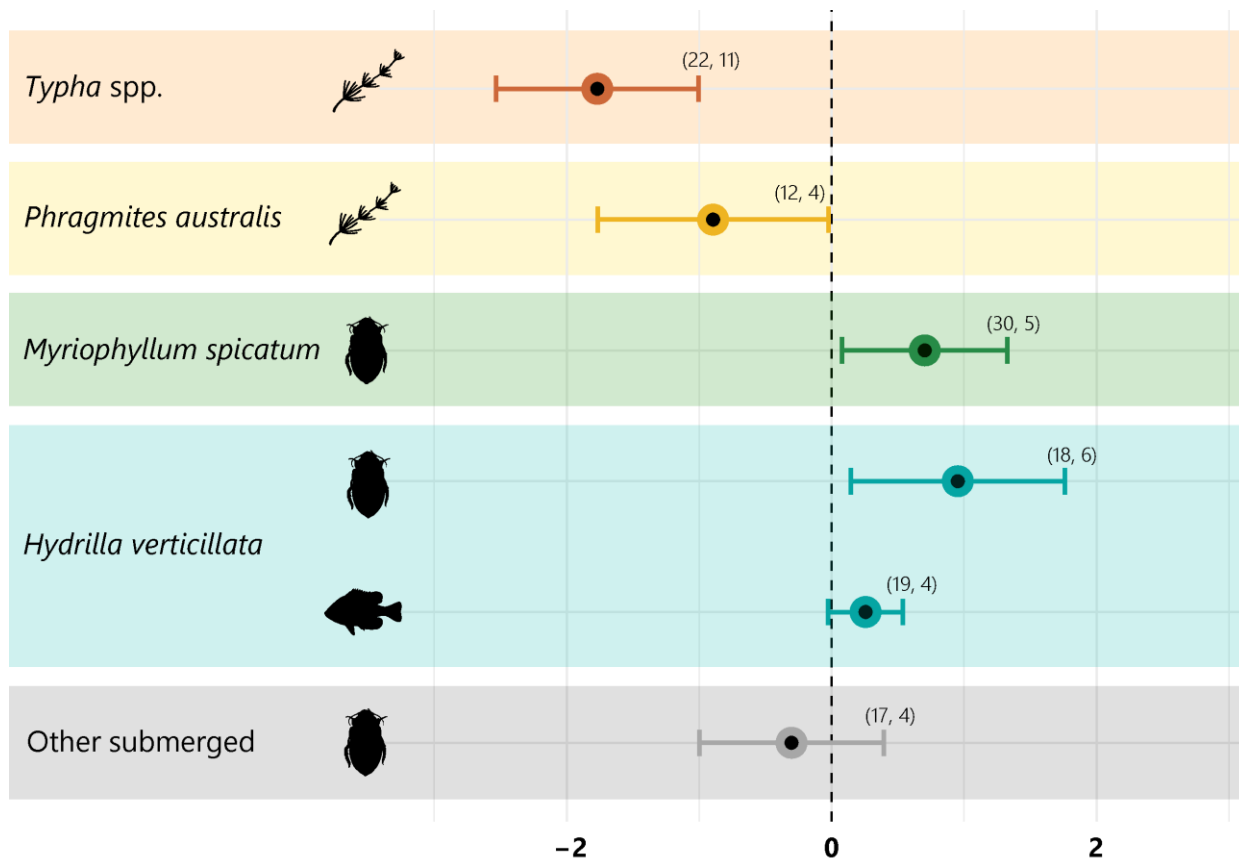 (22, 11)
Typha spp.
(12, 4)
Phragmites australis
(30, 5)
Myriophyllum spicatum
(18, 6)
Hydrilla verticillata
(19, 4)
(17, 4)
Other submerged
-2 0 2